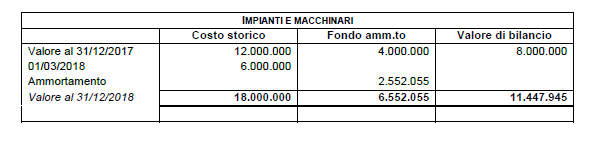 IMPIANTI E MACCHINARI
Costo storico Fondo amm.to Valore di bilancio
Valore al 31/12/2017 12.000.000 4.000.000 8.000.000
01/03/2018 6.000.000
Ammortamento 2.552.055
Valore al 31/12/2018 18.000.000 6.552.055 11.447.945